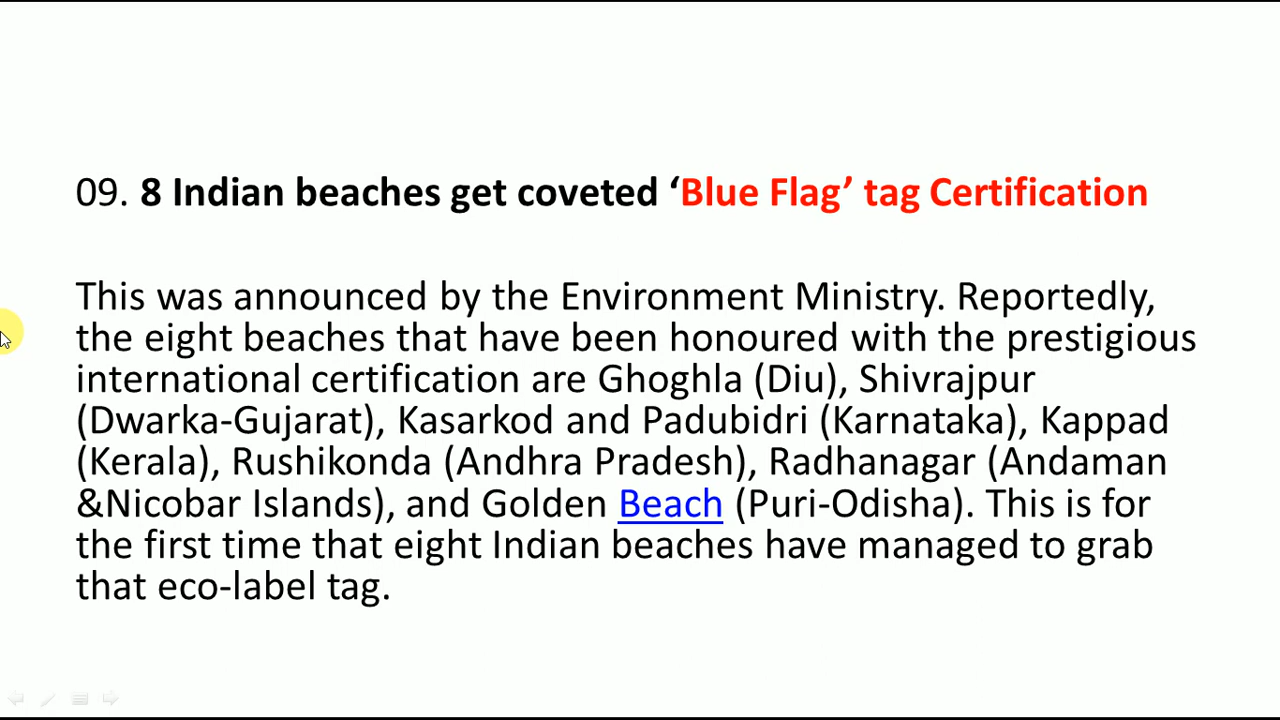 09. 8 Indian beaches get coveted ‘Blue Flag’ tag Certification
This was announced by the Environment Ministry. Reportedly,
the eight beaches that have been honoured with the prestigious
international certification are Ghoghla (Diu), Shivrajpur
(Dwarka-Gujarat), Kasarkod and Padubidri (Karnataka), Kappad
(Kerala), Rushikonda (Andhra Pradesh), Radhanagar (Andaman
&Nicobar Islands), and Golden Beach (Puri-Odisha). This is for
the first time that eight Indian beaches have managed to grab
that eco-label tag.